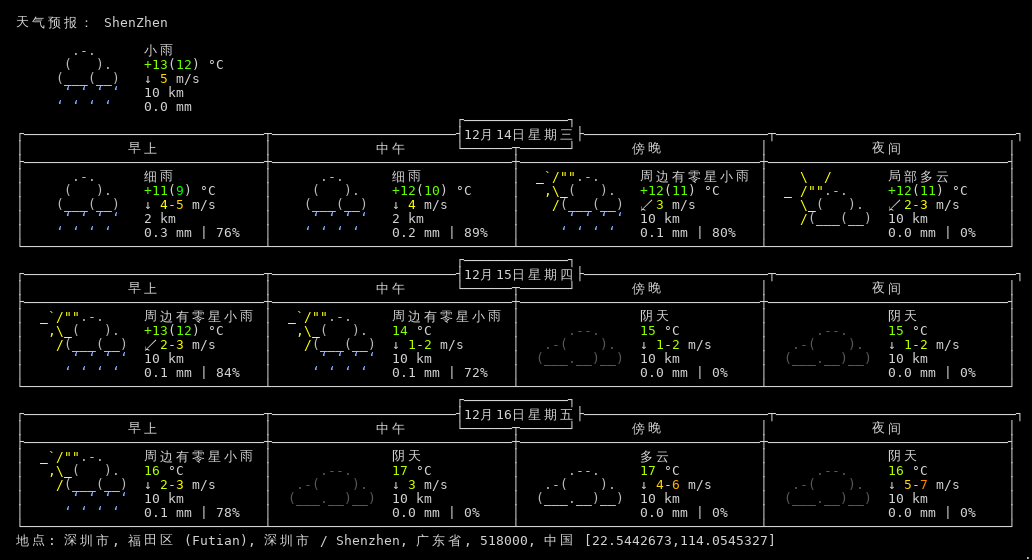 天气预报： ShenZhen
小雨
+13(12) °C
↓ 5 m/s
10 km
0.0 mm
12月14日星期三
早上 中午 傍晚 夜间
细雨 细雨 周边有零星小雨 局部多云
+11(9) °C +12(10) °C +12(11) °C +12(11) °C
↓ 4-5 m/s ↓ 4 m/s ↙ 3 m/s ↙ 2-3 m/s
2 km 2 km 10 km 10 km
0.3 mm | 76% 0.2 mm | 89% 0.1 mm | 80% 0.0 mm | 0%
12月15日星期四
早上 中午 傍晚 夜间
周边有零星小雨 周边有零星小雨 阴天 阴天
+13(12) °C 14 °C 15 °C 15 °C
↙ 2-3 m/s ↓ 1-2 m/s ↓ 1-2 m/s ↓ 1-2 m/s
10 km 10 km 10 km 10 km
0.1 mm | 84% 0.1 mm | 72% 0.0 mm | 0% 0.0 mm | 0%
12月16日星期五
早上 中午 傍晚 夜间
周边有零星小雨 阴天 多云 阴天
16 °C 17 °C 17 °C 16 °C
↓ 2-3 m/s ↓ 3 m/s ↓ 4-6 m/s ↓ 5-7 m/s
10 km 10 km 10 km 10 km
0.1 mm | 78% 0.0 mm | 0% 0.0 mm | 0% 0.0 mm | 0%
地点: 深圳市, 福田区 (Futian), 深圳市 / Shenzhen, 广东省, 518000, 中国 [22.5442673,114.0545327]